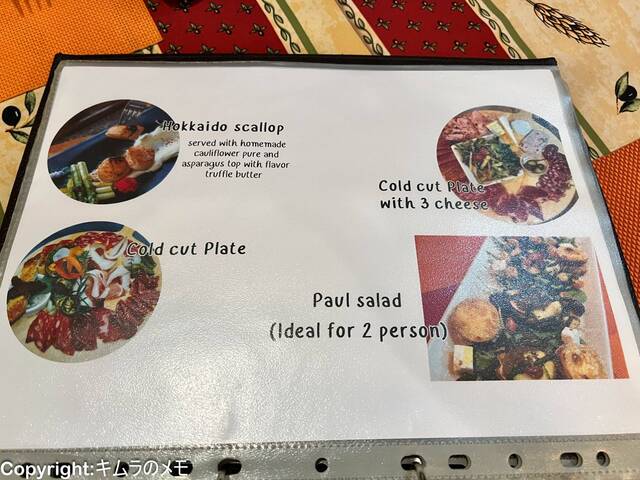 Hokkaido scallop
served with homemade
cauliflower pure and
asparagus top with flavor
truffle butter
Cold cut Plate
with 3 cheese
Cold cut Plate
Paul salad
(Ideal for 2 person)
Copyright:キムラのメモ